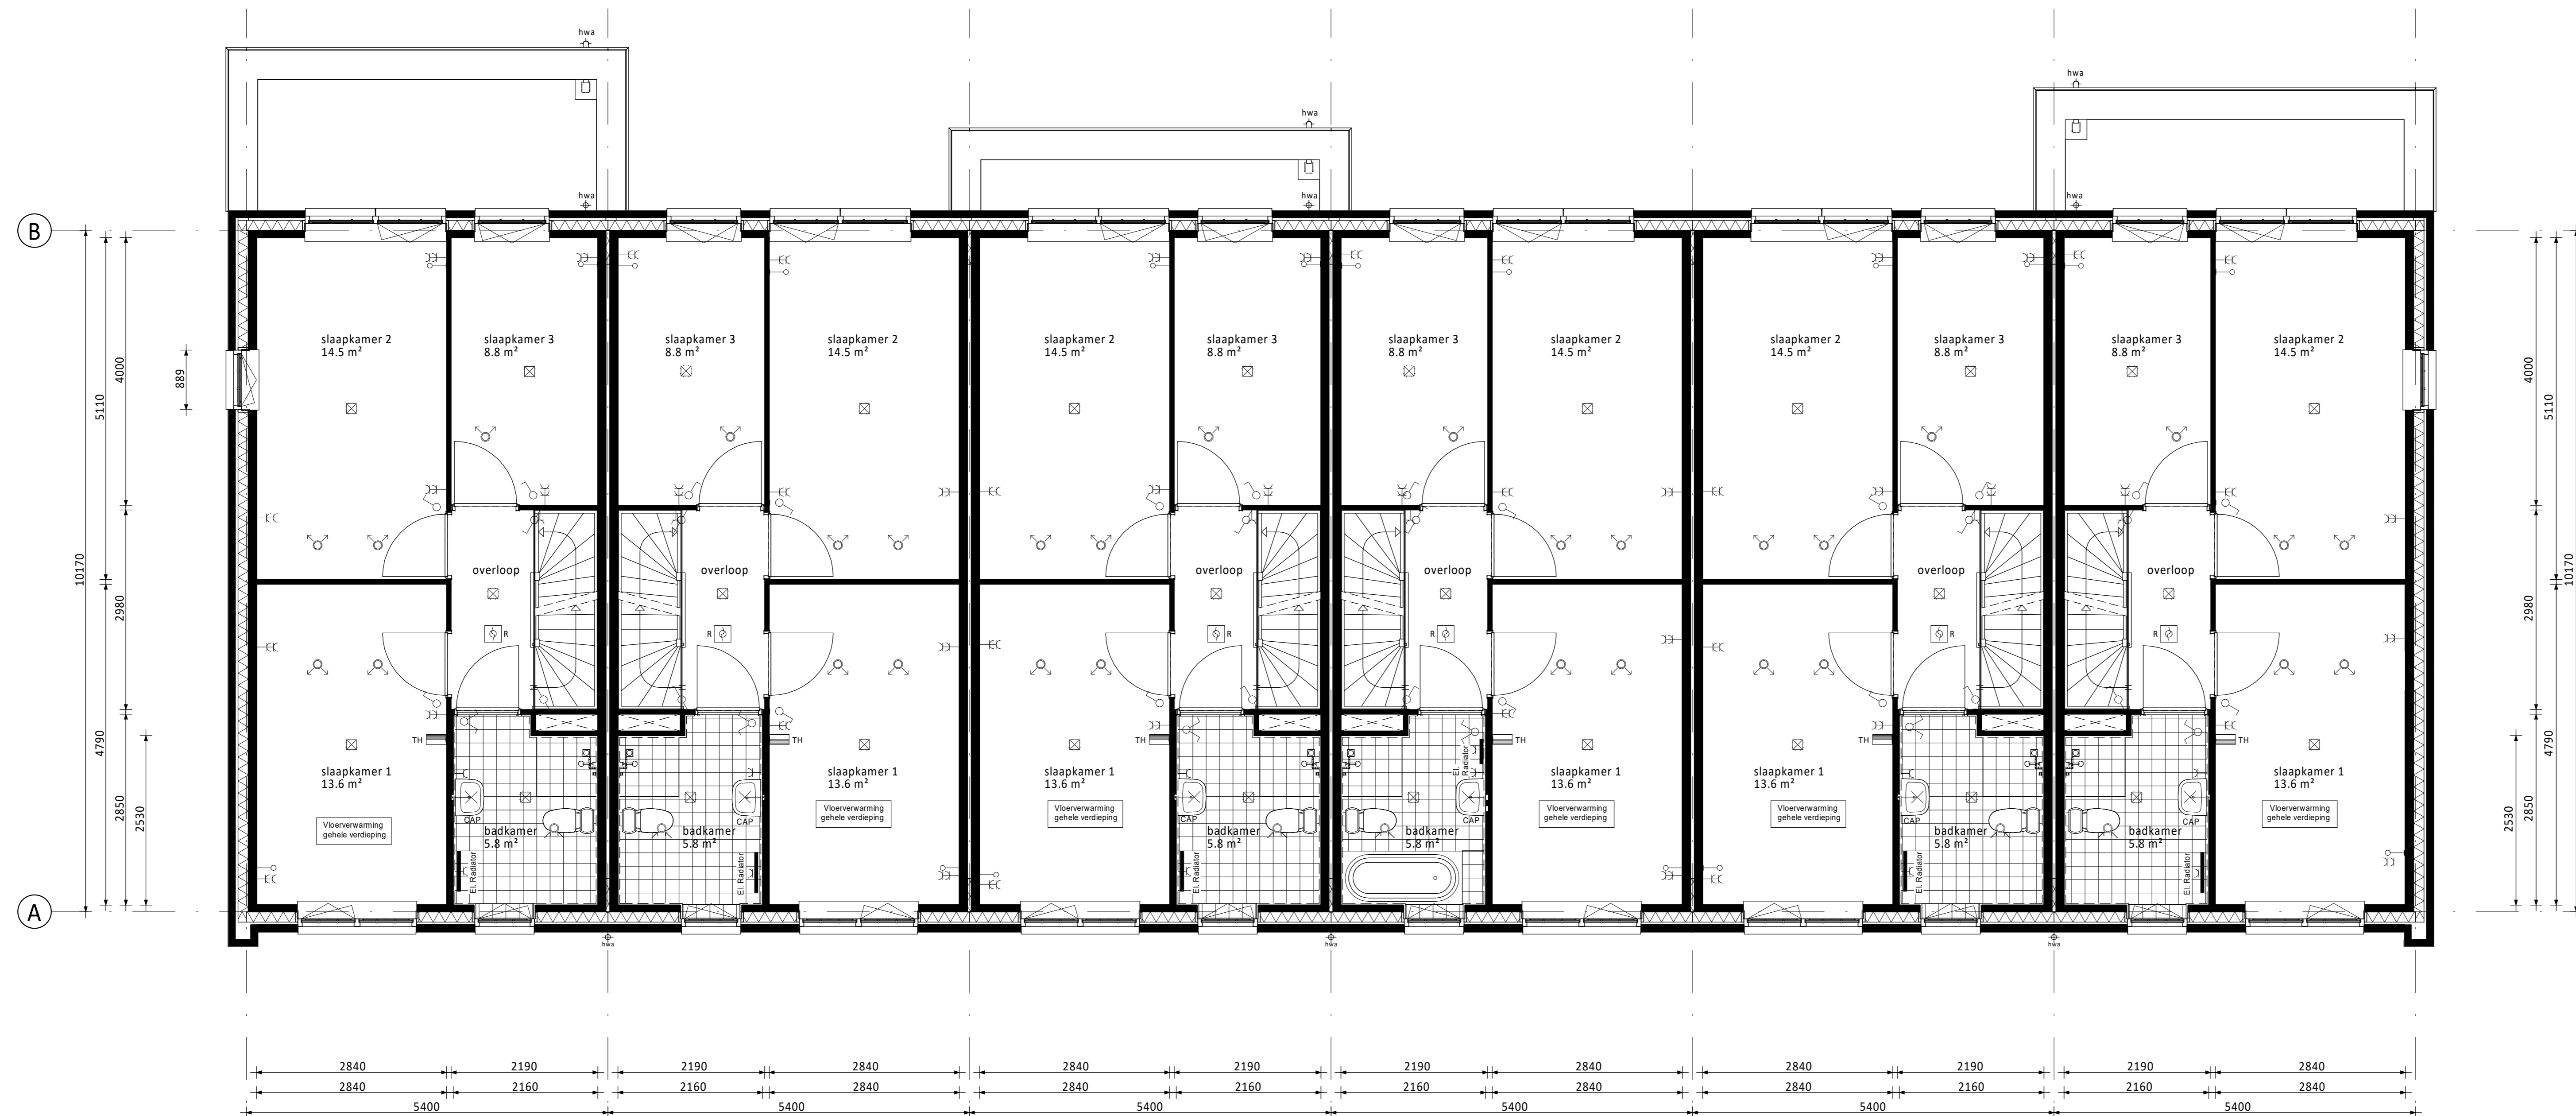 hwa
hwa
hwa
hwa
hwa
hwa
B
slaapkamer 2
14.5 m²
slaapkamer 3
8.8 m²
slaapkamer 3
8.8 m²
slaapkamer 2
14.5 m²
slaapkamer 2
14.5 m²
slaapkamer 3
8.8 m²
slaapkamer 3
8.8 m²
slaapkamer 2
14.5 m²
slaapkamer 2
14.5 m²
slaapkamer 3
8.8 m²
slaapkamer 3
8.8 m²
slaapkamer 2
14.5 m²
889
4000
5110
10170
2980
4790
2850
2530
4000
5110
10170
2980
4790
2850
2530
overloop
overloop
overloop
overloop
overloop
overloop
R
R
R
R
R
R
TH
TH
TH
TH
TH
TH
slaapkamer 1
13.6 m²
Vloerverwarming
gehele verdieping
CAP
badkamer
5.8 m²
El. Radiator
badkamer
5.8 m²
CAP
El. Radiator
slaapkamer 1
13.6 m²
Vloerverwarming
gehele verdieping
slaapkamer 1
13.6 m²
Vloerverwarming
gehele verdieping
CAP
badkamer
5.8 m²
El. Radiator
El. Radiator
badkamer
5.8 m²
CAP
slaapkamer 1
13.6 m²
Vloerverwarming
gehele verdieping
slaapkamer 1
13.6 m²
Vloerverwarming
gehele verdieping
CAP
badkamer
5.8 m²
El. Radiator
badkamer
5.8 m²
CAP
El. Radiator
slaapkamer 1
13.6 m²
Vloerverwarming
gehele verdieping
A
hwa
hwa
hwa
2840 2190 2190 2840 2840 2190 2190 2840 2840 2190 2190 2840
2840 2160 2160 2840 2840 2160 2160 2840 2840 2160 2160 2840
5400 5400 5400 5400 5400 5400